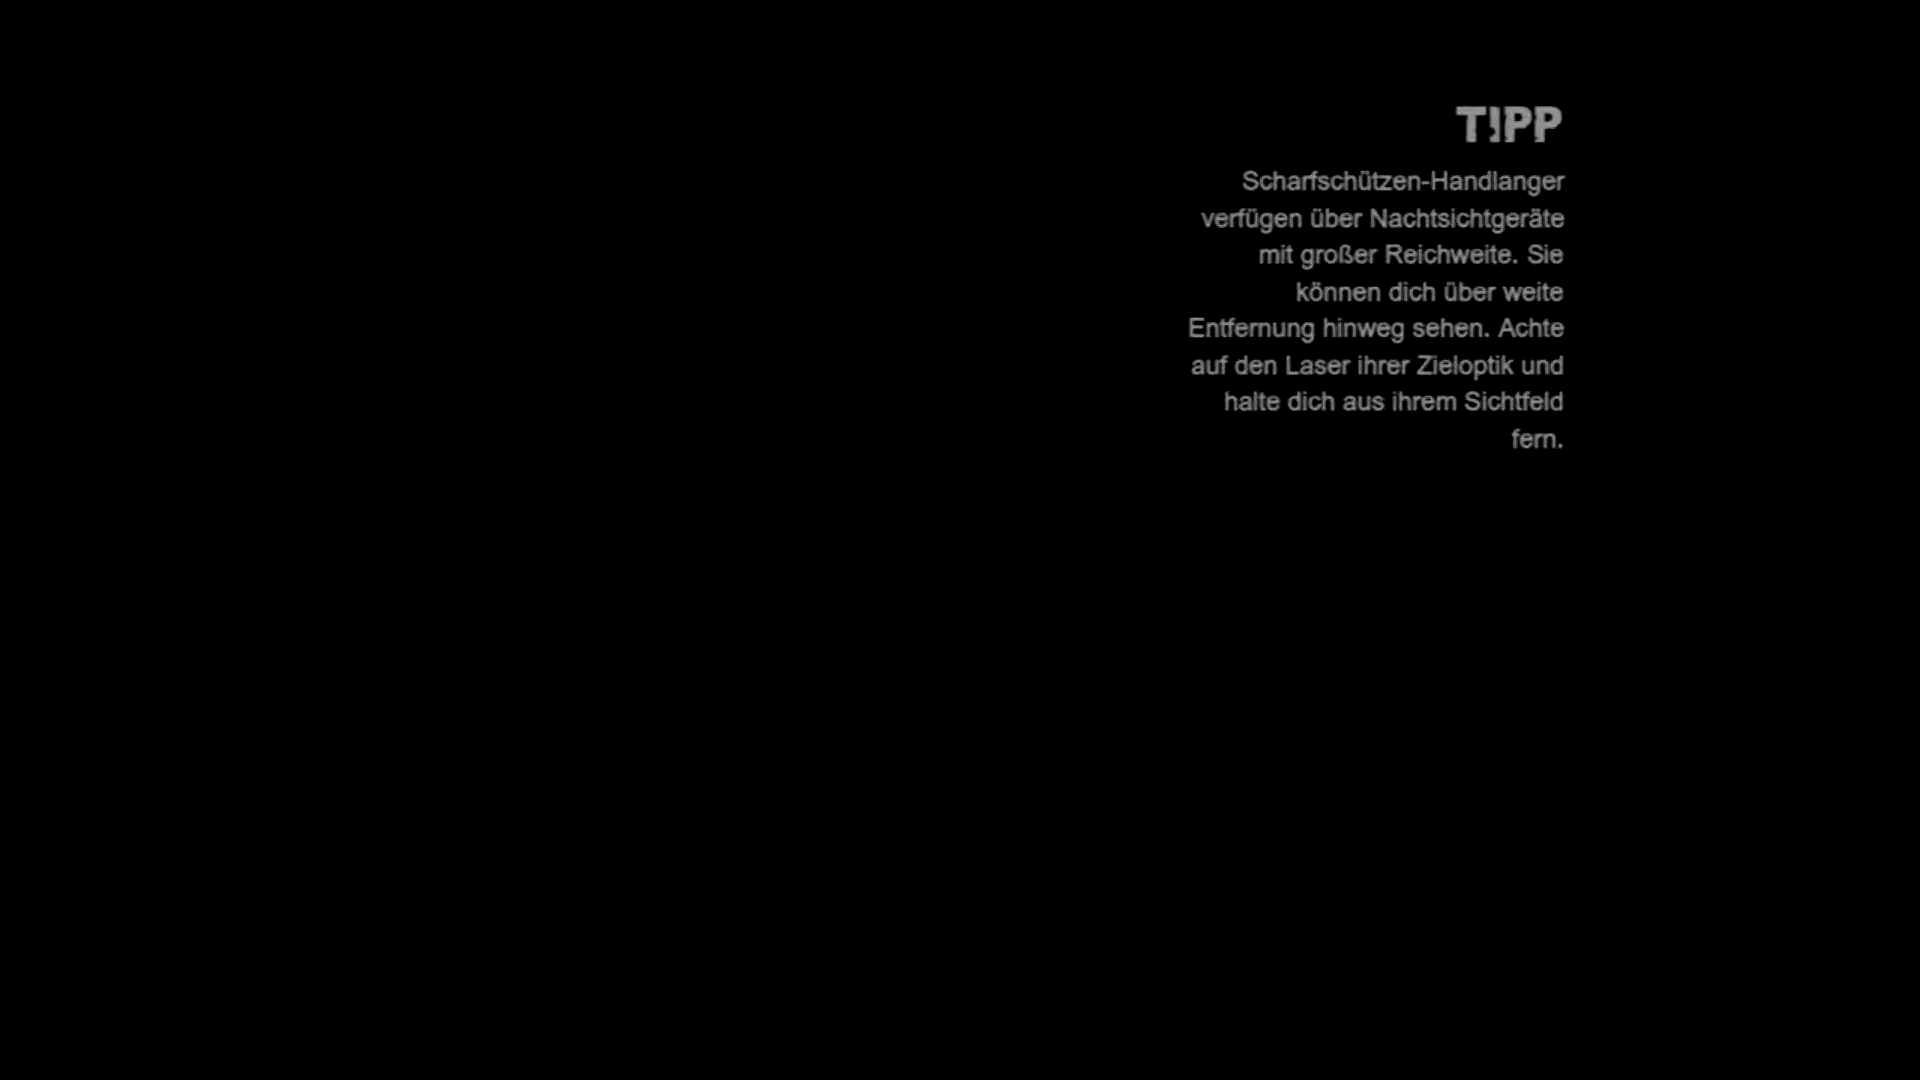 TIPP
Scharfschützen-Handlanger
verfügen über Nachtsichtgeräte
mit großer Reichweite. Sie
können dich über weite
Entfernung hinweg sehen. Achte
auf den Laser ihrer Zieloptik und
halte dich aus ihrem Sichtfeld
fern.